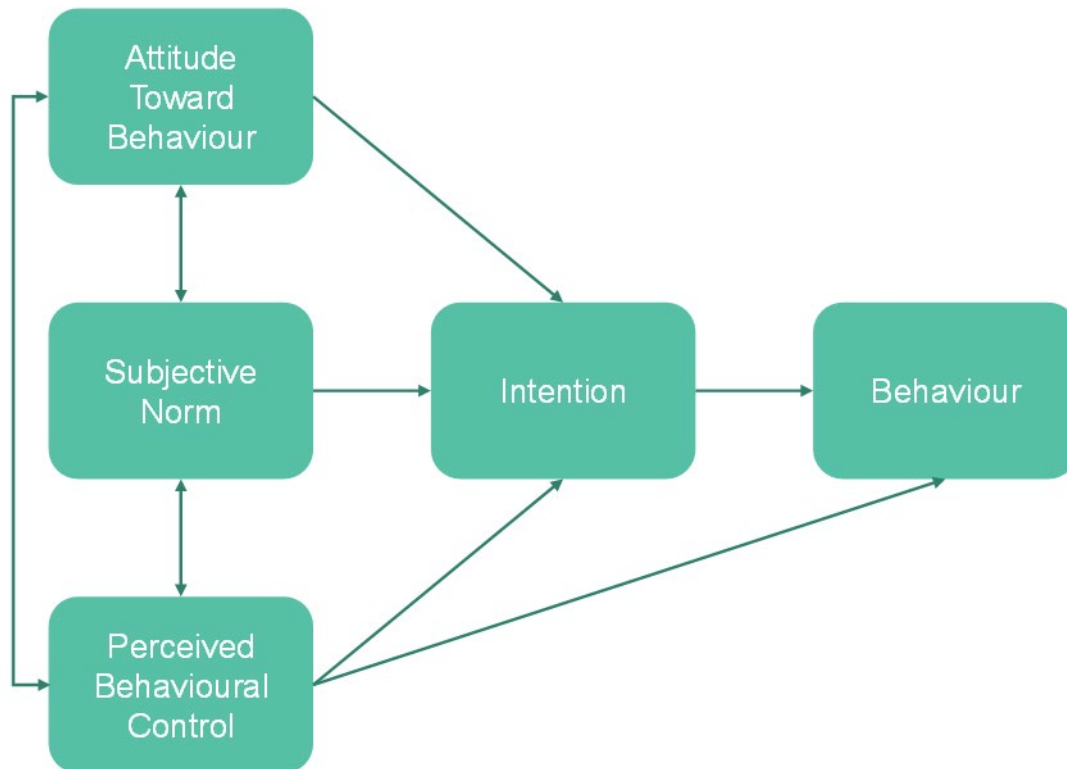 Attitude
Toward
Behaviour
Subjective
Norm
Intention
Behaviour
Perceived
Behavioural
Control